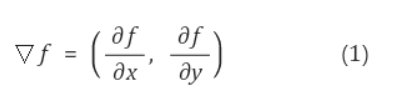 ▽f = (∂f/∂x, ∂f/∂y) (1)